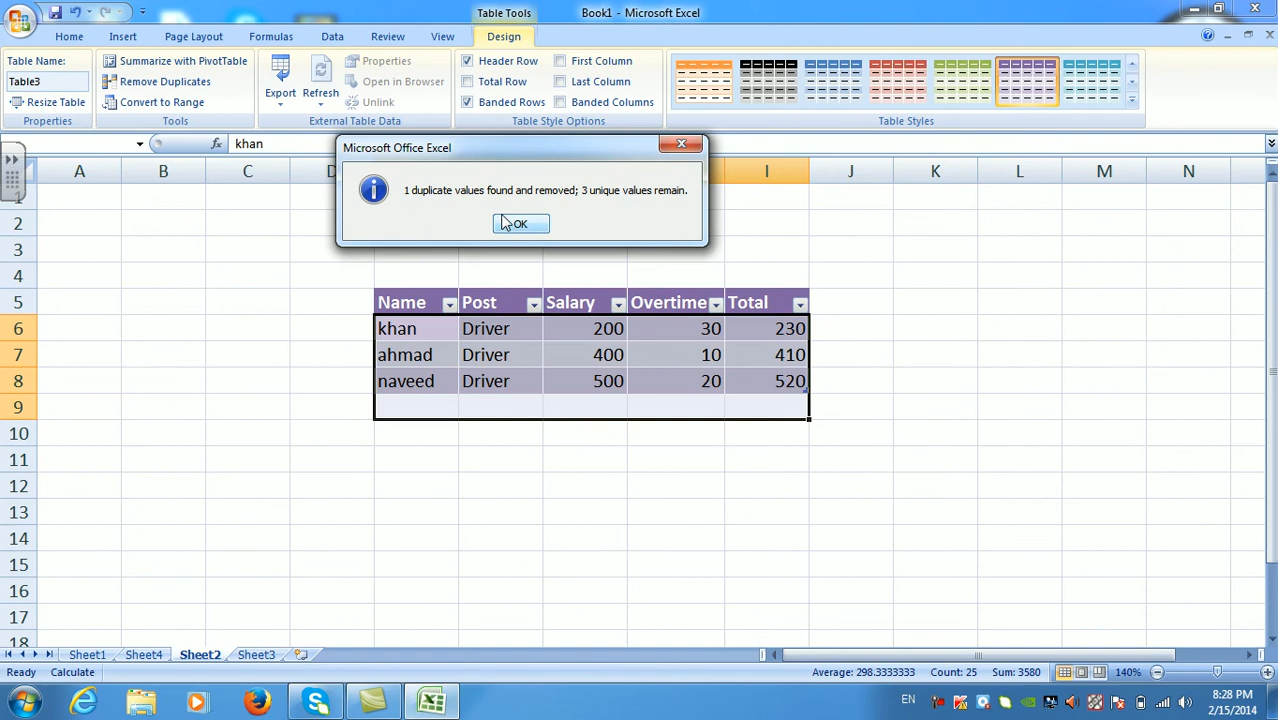 Table Tools
Book1 - Microsoft Excel
Home Insert Page Layout Formulas Data Review View Design
Table Name:
Table3
Resize Table
Properties
Summarize with PivotTable
Remove Duplicates
Convert to Range
Tools
Export
Refresh
Properties
Open in Browser
Unlink
External Table Data
Header Row
Total Row
Banded Rows
First Column
Last Column
Banded Columns
Table Style Options
Table Styles
fx khan
Microsoft Office Excel
1 duplicate values found and removed; 3 unique values remain.
OK
A B C D I J K L M N
1
2
3
4
5 Name Post Salary Overtime Total
6 khan Driver 200 30 230
7 ahmad Driver 400 10 410
8 naveed Driver 500 20 520
9
10
11
12
13
14
15
16
17
18
Sheet1 Sheet4 Sheet2 Sheet3
Ready Calculate Average: 298.3333333 Count: 25 Sum: 3580 140%
EN
8:28 PM
2/15/2014